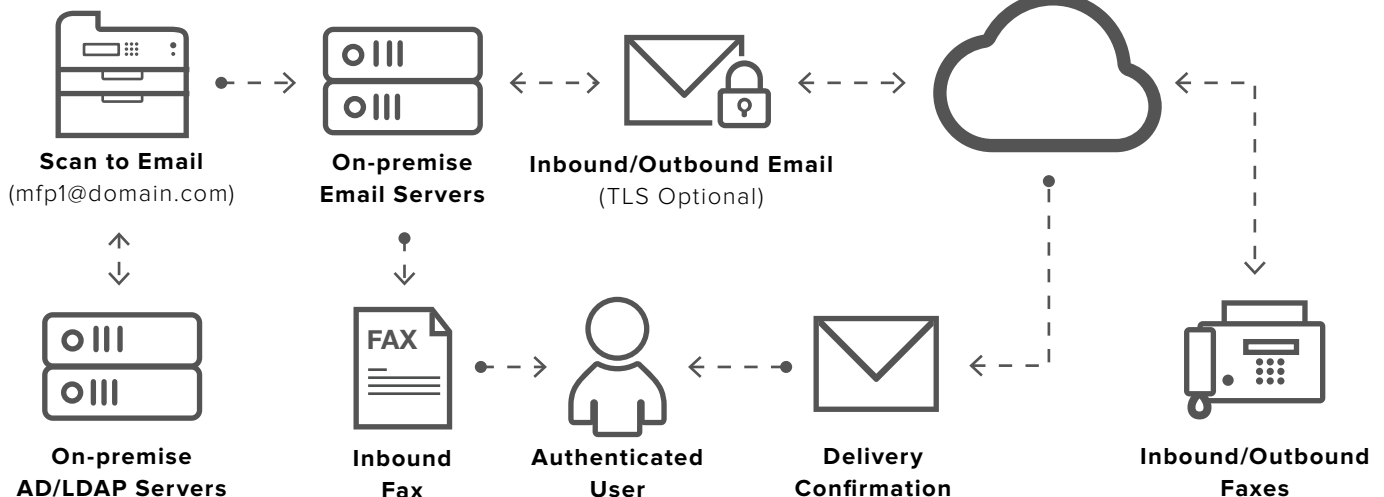 Scan to Email
(mfp1@domain.com)
On-premise
Email Servers
Inbound/Outbound Email
(TLS Optional)
FAX
On-premise
AD/LDAP Servers
Inbound
Fax
Authenticated
User
Delivery
Confirmation
Inbound/Outbound
Faxes